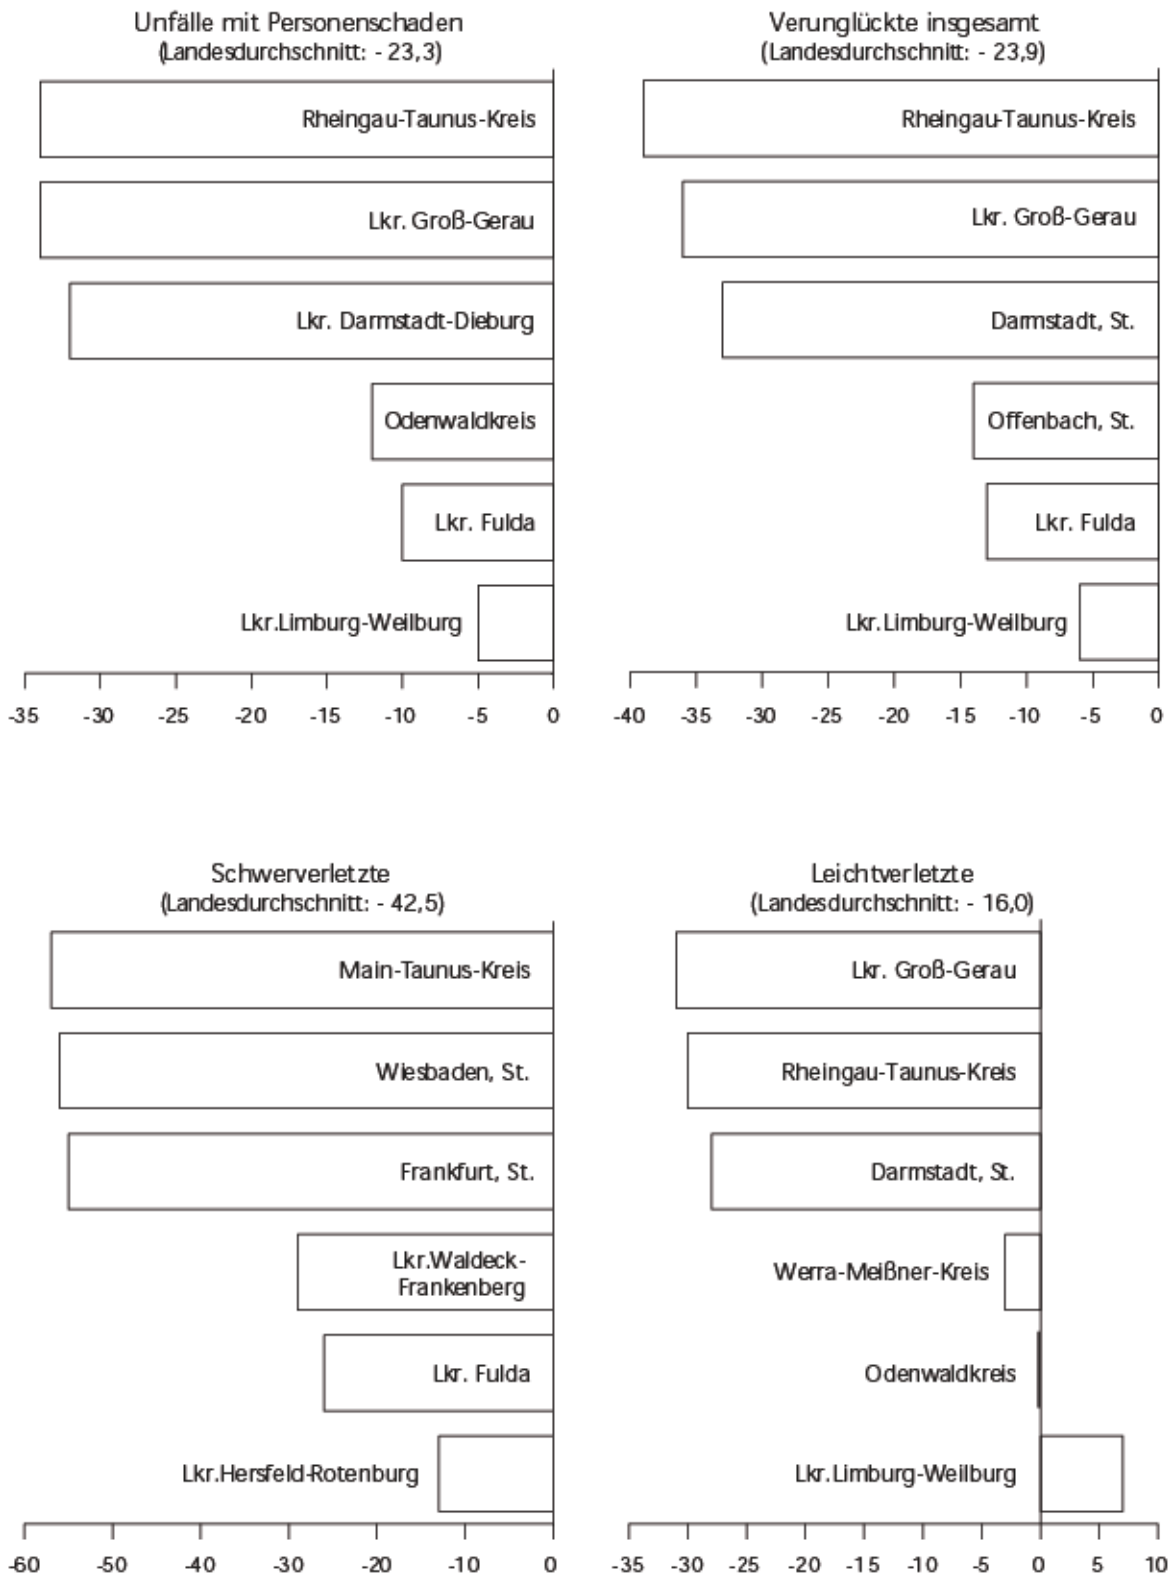 Unfälle mit Personenschaden
(Landesdurchschnitt: - 23,3)
Rheingau-Taunus-Kreis
Lkr. Groß-Gerau
Lkr. Darmstadt-Dieburg
Odenwaldkreis
Lkr. Fulda
Lkr.Limburg-Weilburg
-35 -30 -25 -20 -15 -10 -5 0
Verunglückte insgesamt
(Landesdurchschnitt: - 23,9)
Rheingau-Taunus-Kreis
Lkr. Groß-Gerau
Darmstadt, St.
Offenbach, St.
Lkr. Fulda
Lkr.Limburg-Weilburg
-40 -35 -30 -25 -20 -15 -10 -5 0
Schwerverletzte
(Landesdurchschnitt: - 42,5)
Main-Taunus-Kreis
Wiesbaden, St.
Frankfurt, St.
Lkr.Waldeck-
Frankenberg
Lkr. Fulda
Lkr.Hersfeld-Rotenburg
-60 -50 -40 -30 -20 -10 0
Leichtverletzte
(Landesdurchschnitt: - 16,0)
Lkr. Groß-Gerau
Rheingau-Taunus-Kreis
Darmstadt, St.
Werra-Meißner-Kreis
Odenwaldkreis
Lkr.Limburg-Weilburg
-35 -30 -25 -20 -15 -10 -5 0 5 10